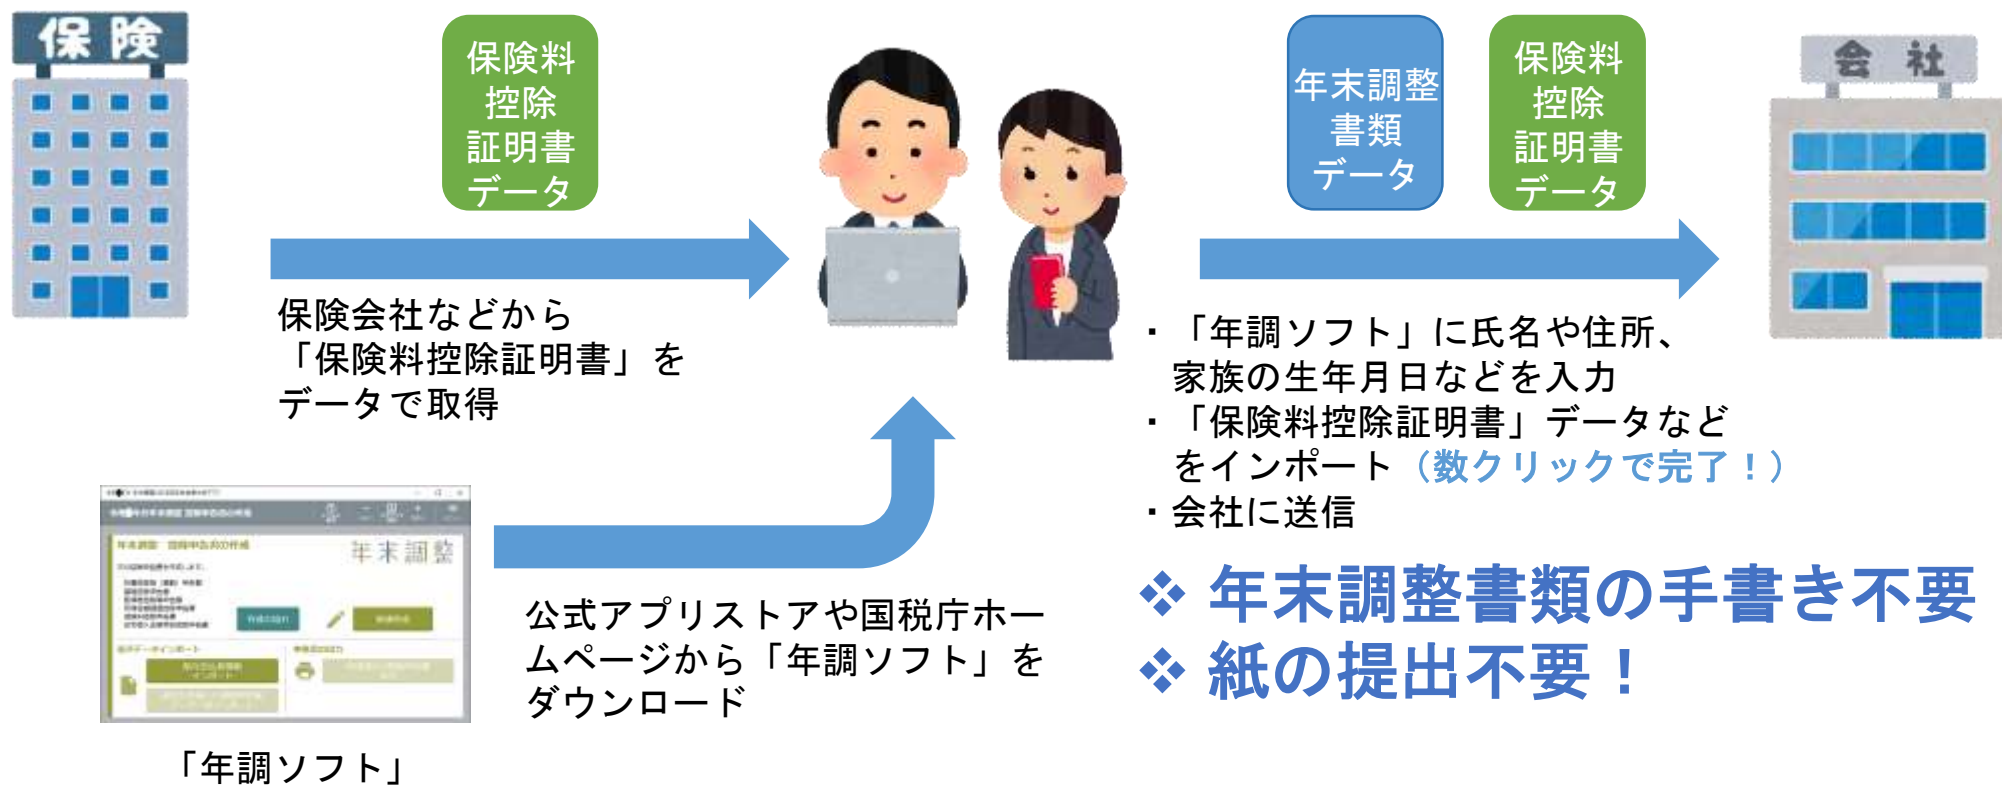 保険
保険料
控除
証明書
データ
年末調整
書類
データ
保険料
控除
証明書
データ
会社
保険会社などから
「保険料控除証明書」を
データで取得
・「年調ソフト」に氏名や住所、
家族の生年月日などを入力
・「保険料控除証明書」データなど
をインポート（数クリックで完了！）
・会社に送信
年末調整
公式アプリストアや国税庁ホー
ムページから「年調ソフト」を
ダウンロード
「年調ソフト」
❖ 年末調整書類の手書き不要
❖ 紙の提出不要！